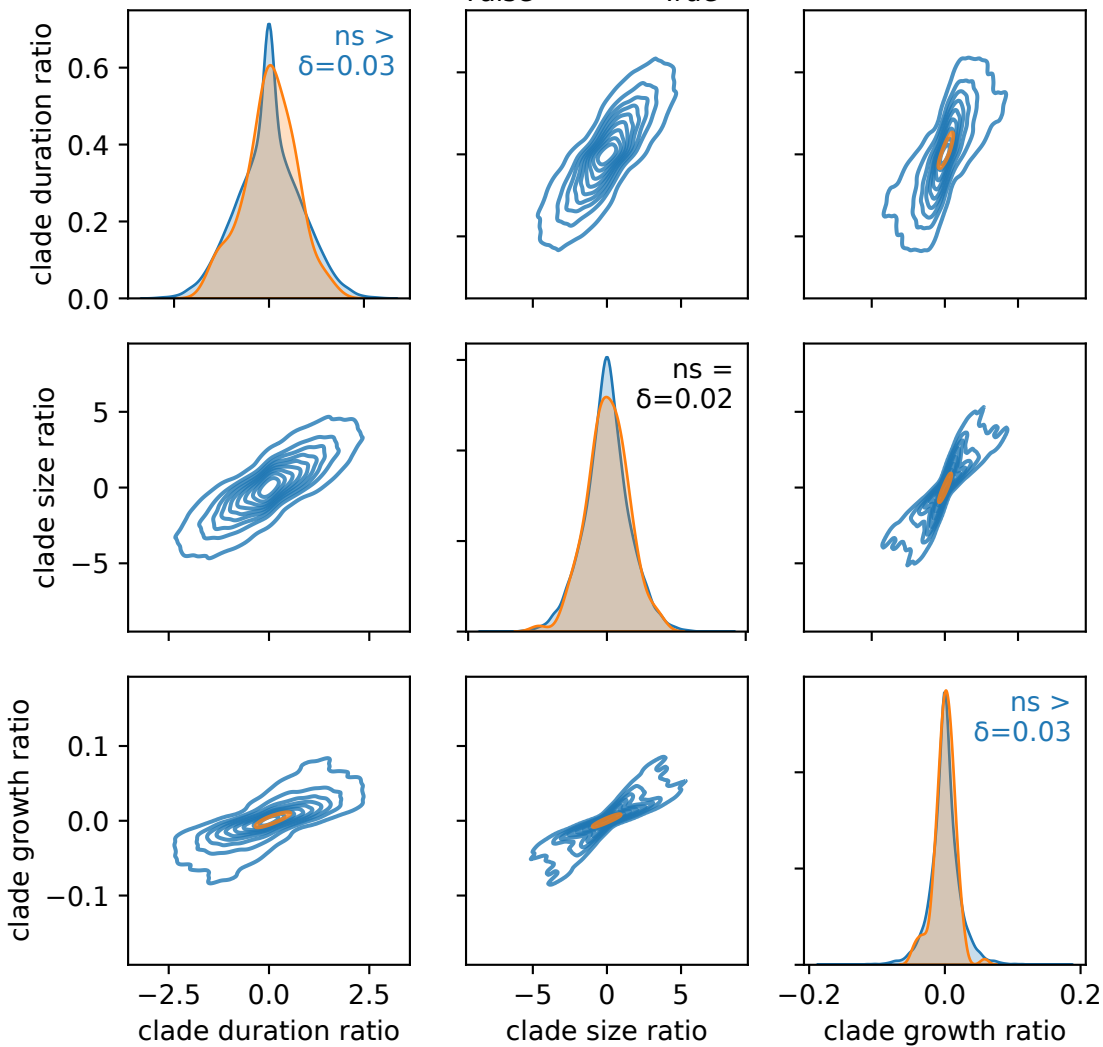 clade duration ratio
0.6
0.4
0.2
0.0
ns >
δ=0.03
−5
0
5
clade size ratio
5
0
−5
ns =
δ=0.02
clade growth ratio
0.1
0.0
−0.1
ns >
δ=0.03
−2.5
0.0
2.5
−5
0
5
−0.2
0.0
0.2
clade duration ratio
clade size ratio
clade growth ratio